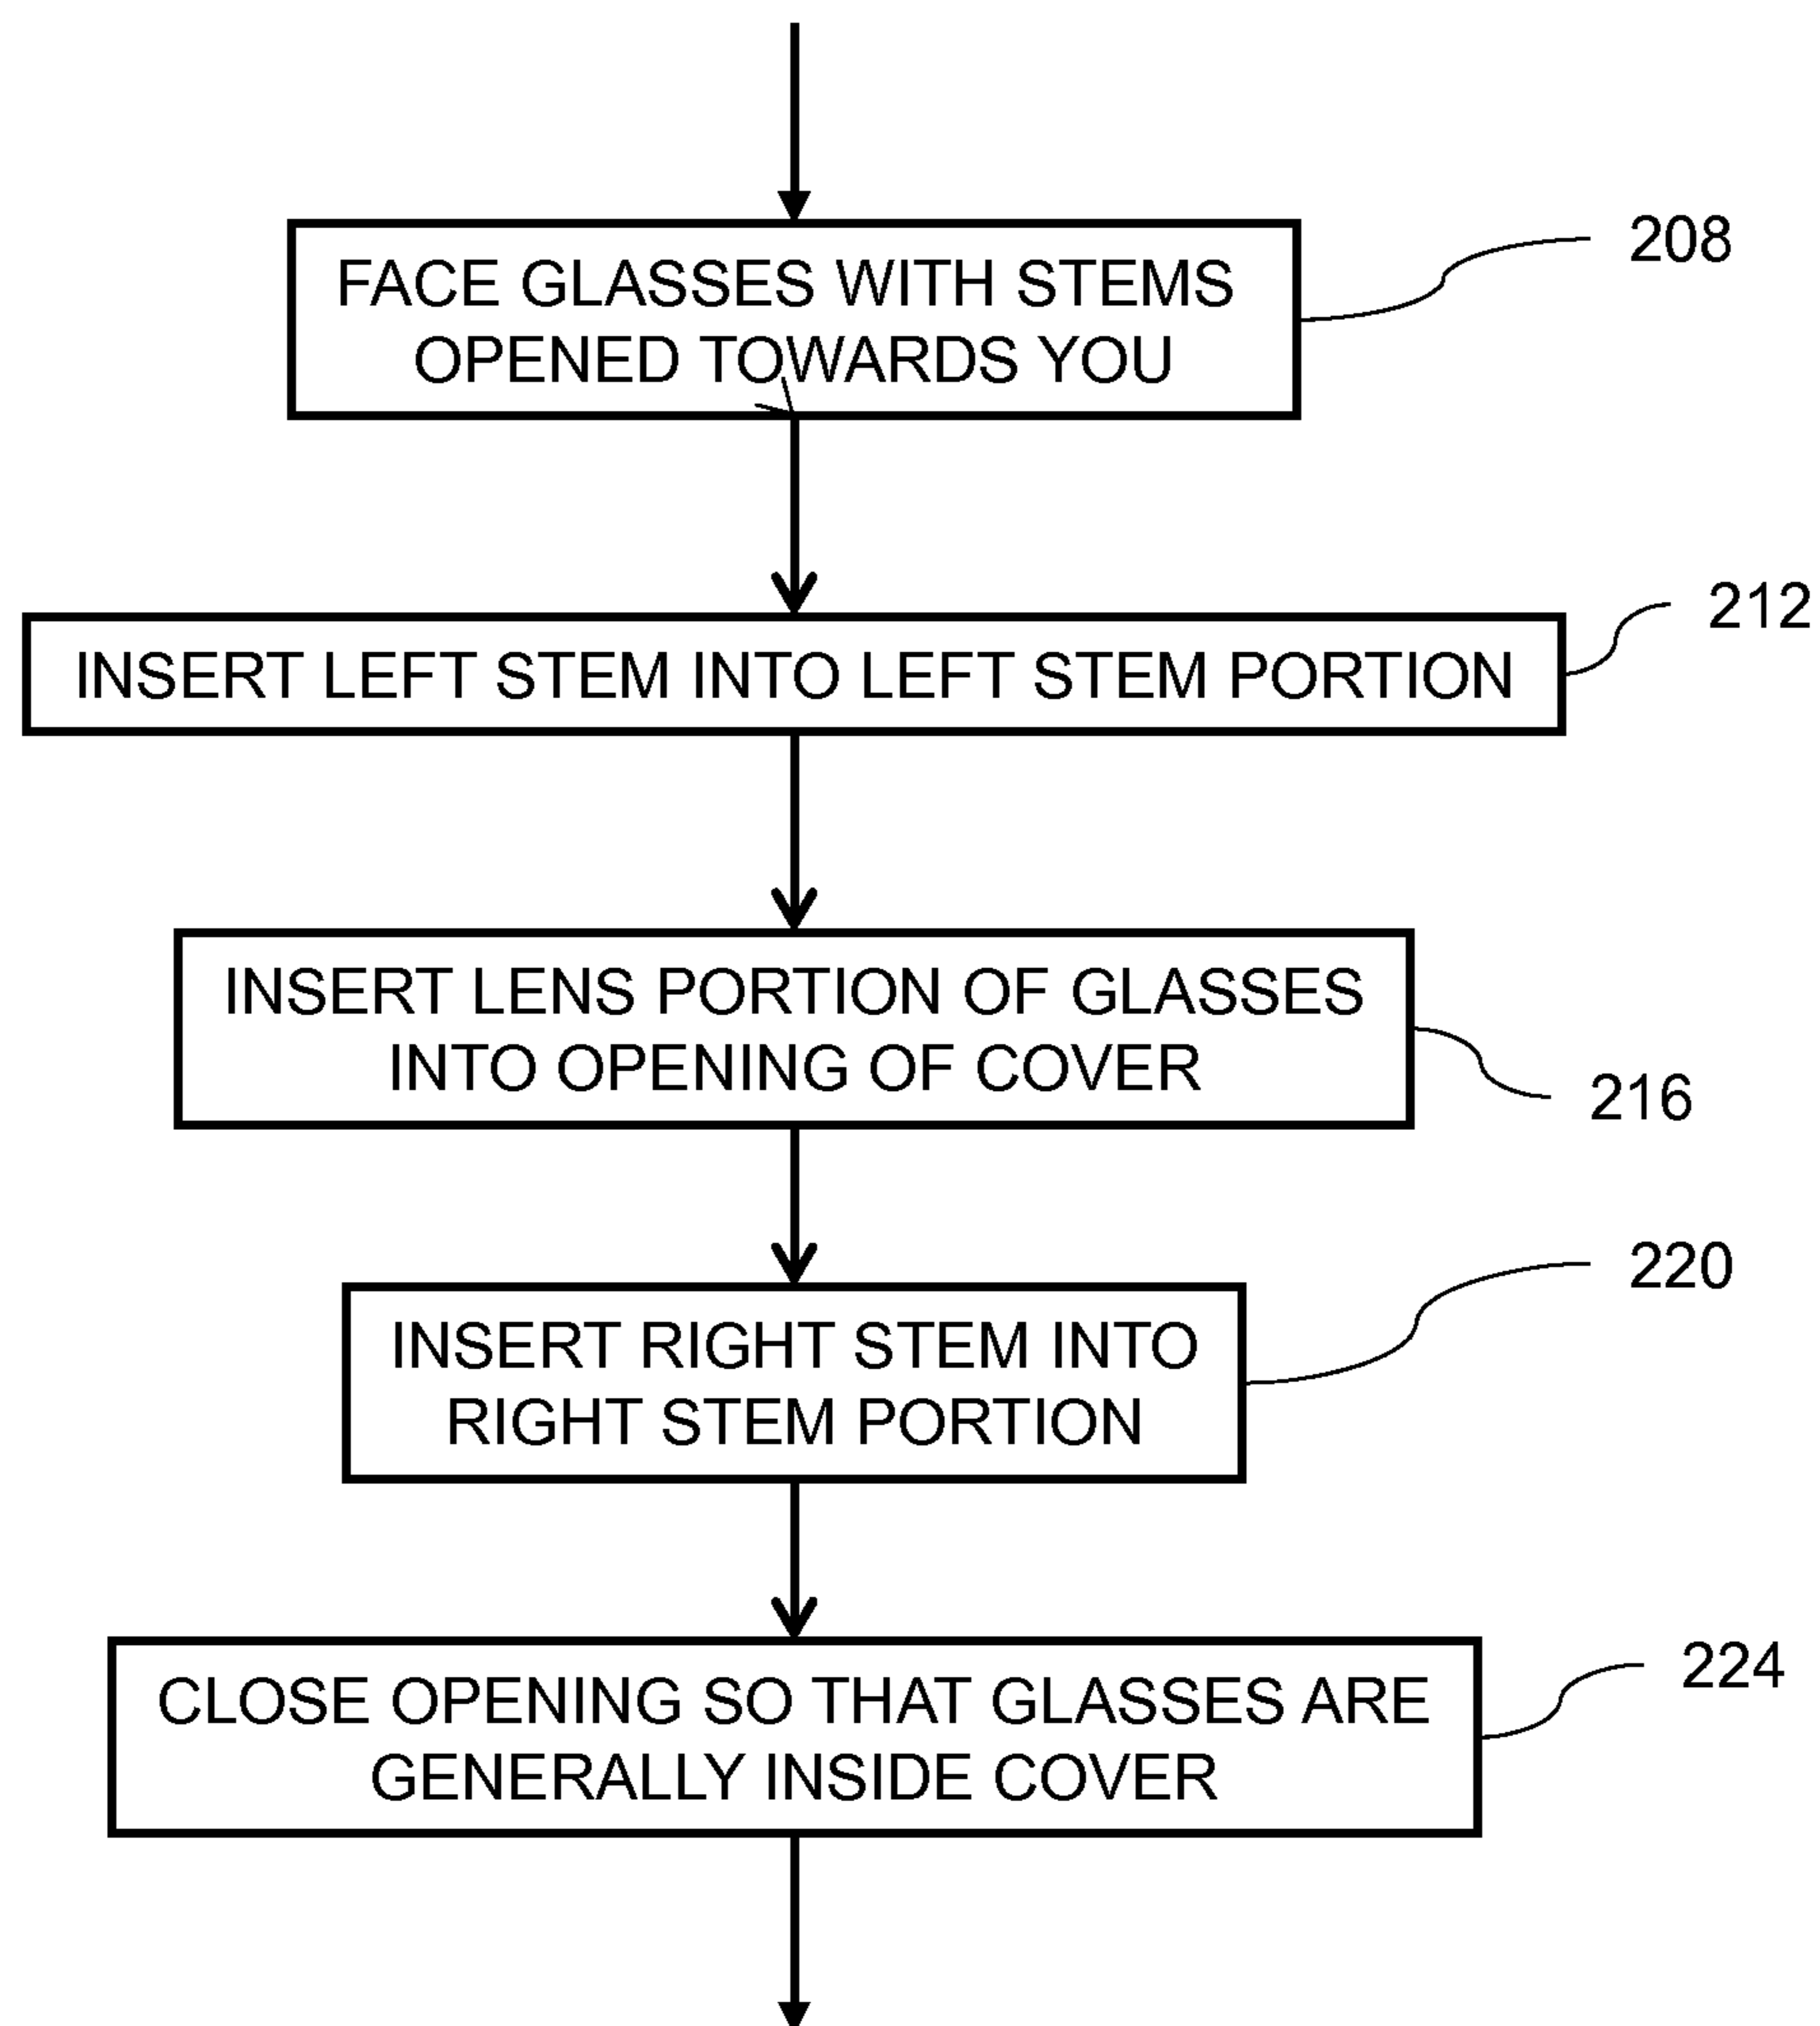 FACE GLASSES WITH STEMS
OPENED TOWARDS YOU
208
INSERT LEFT STEM INTO LEFT STEM PORTION
212
INSERT LENS PORTION OF GLASSES
INTO OPENING OF COVER
216
INSERT RIGHT STEM INTO
RIGHT STEM PORTION
220
CLOSE OPENING SO THAT GLASSES ARE
GENERALLY INSIDE COVER
224